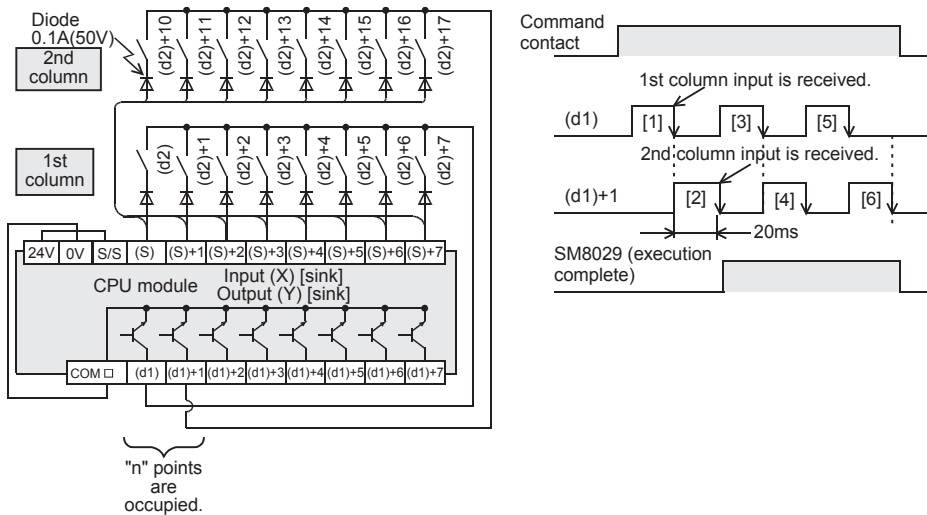 Diode
0.1A(50V)
2nd
column
(d2)+10
(d2)+11
(d2)+12
(d2)+13
(d2)+14
(d2)+15
(d2)+16
(d2)+17
1st
column
(d2)
(d2)+1
(d2)+2
(d2)+3
(d2)+4
(d2)+5
(d2)+6
(d2)+7
24V 0V S/S (S) (S)+1 (S)+2 (S)+3 (S)+4 (S)+5 (S)+6 (S)+7
CPU module
Input (X) [sink]
Output (Y) [sink]
COM □ (d1) (d1)+1 (d1)+2 (d1)+3 (d1)+4 (d1)+5 (d1)+6 (d1)+7
"n" points
are
occupied.
Command
contact
1st column input is received.
(d1) [1] [3] [5]
2nd column input is received.
(d1)+1 [2] [4] [6]
20ms
SM8029 (execution
complete)